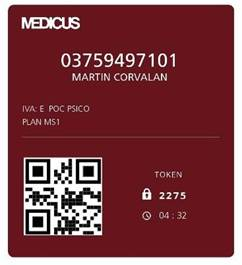 MEDICUS
03759497101
MARTIN CORVALAN
IVA: E POC PSICO
PLAN MS1
TOKEN
2275
04 : 32